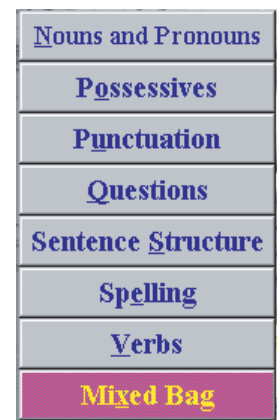 Nouns and Pronouns
Possessives
Punctuation
Questions
Sentence Structure
Spelling
Verbs
Mixed Bag